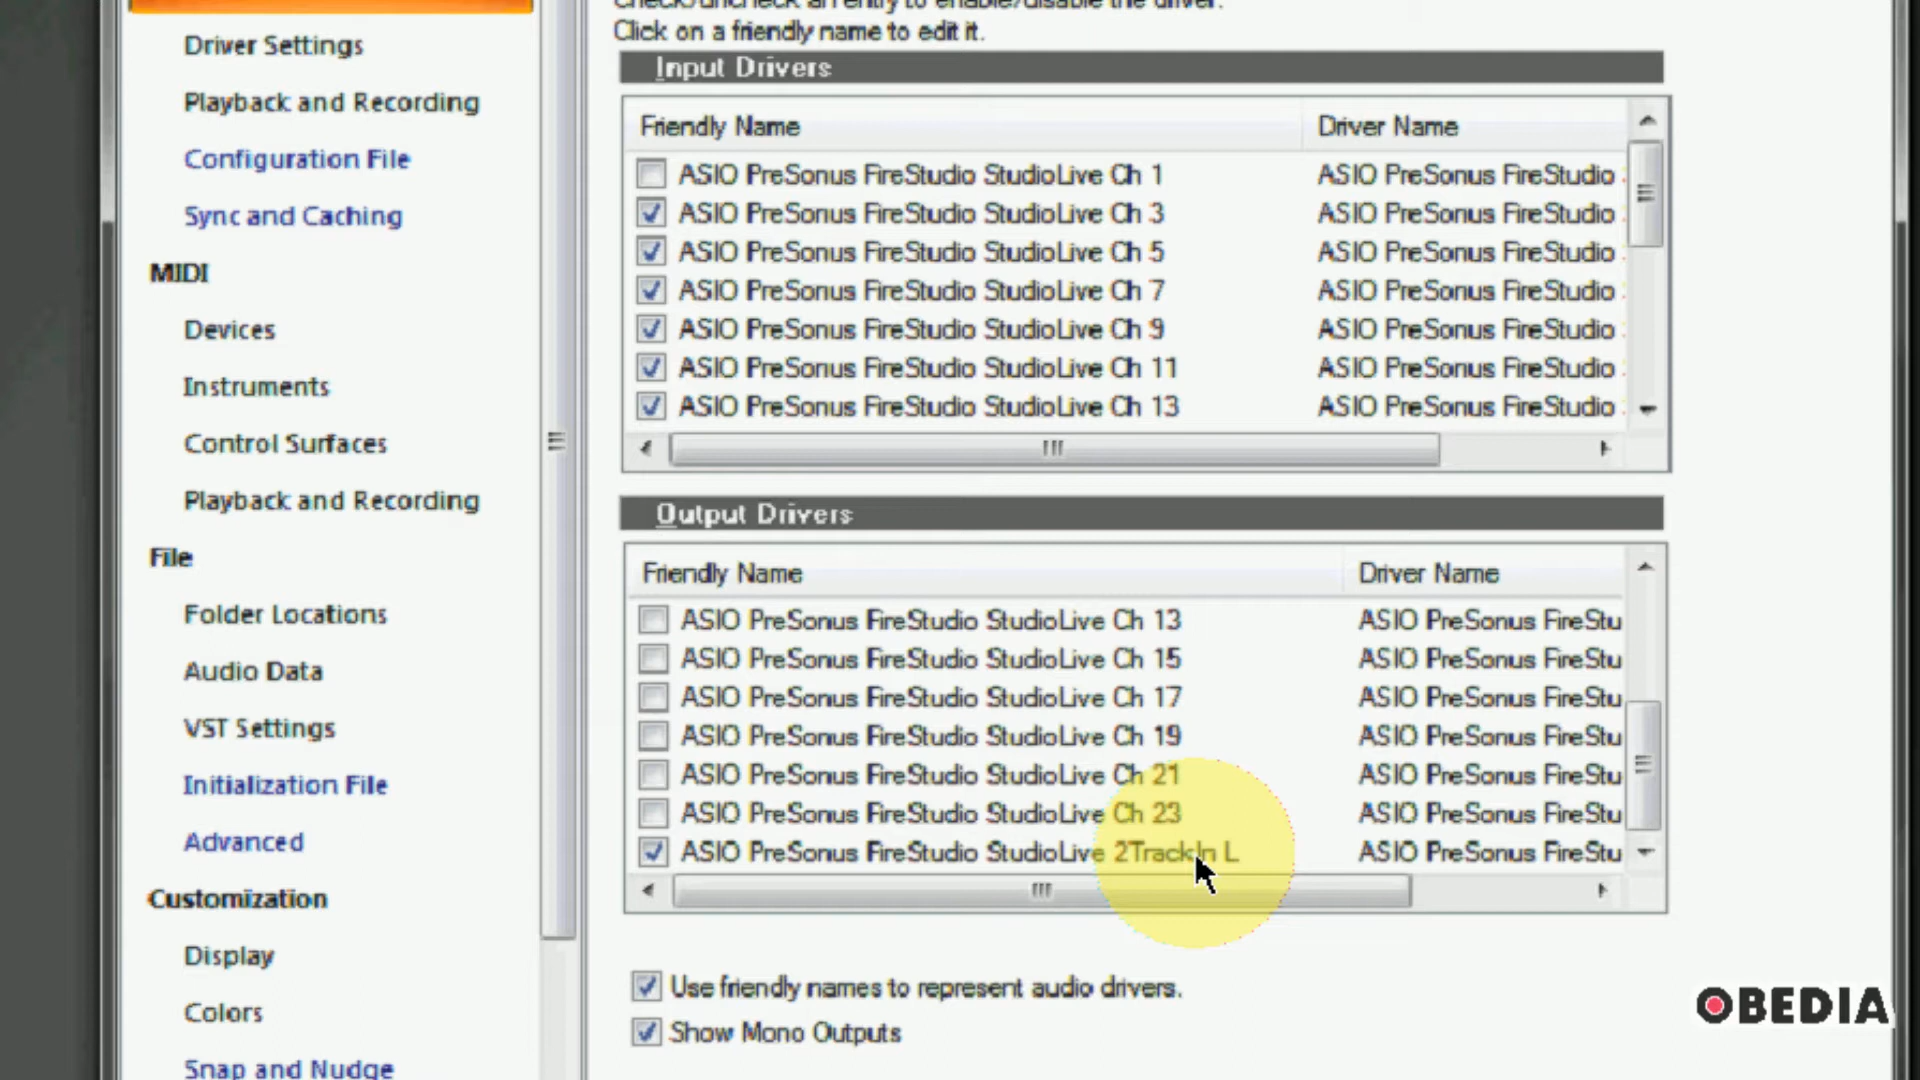 Check/uncheck an entry to enable/disable the driver.
Click on a friendly name to edit it.
Driver Settings
Playback and Recording
Configuration File
Sync and Caching
MIDI
Devices
Instruments
Control Surfaces
Playback and Recording
File
Folder Locations
Audio Data
VST Settings
Initialization File
Advanced
Customization
Display
Colors
Snap and Nudge
Input Drivers
Friendly Name Driver Name
ASIO PreSonus FireStudio StudioLive Ch 1 ASIO PreSonus FireStudio
ASIO PreSonus FireStudio StudioLive Ch 3 ASIO PreSonus FireStudio
ASIO PreSonus FireStudio StudioLive Ch 5 ASIO PreSonus FireStudio
ASIO PreSonus FireStudio StudioLive Ch 7 ASIO PreSonus FireStudio
ASIO PreSonus FireStudio StudioLive Ch 9 ASIO PreSonus FireStudio
ASIO PreSonus FireStudio StudioLive Ch 11 ASIO PreSonus FireStudio
ASIO PreSonus FireStudio StudioLive Ch 13 ASIO PreSonus FireStudio
Output Drivers
Friendly Name Driver Name
ASIO PreSonus FireStudio StudioLive Ch 13 ASIO PreSonus FireStu
ASIO PreSonus FireStudio StudioLive Ch 15 ASIO PreSonus FireStu
ASIO PreSonus FireStudio StudioLive Ch 17 ASIO PreSonus FireStu
ASIO PreSonus FireStudio StudioLive Ch 19 ASIO PreSonus FireStu
ASIO PreSonus FireStudio StudioLive Ch 21 ASIO PreSonus FireStu
ASIO PreSonus FireStudio StudioLive Ch 23 ASIO PreSonus FireStu
ASIO PreSonus FireStudio StudioLive 2TrackIn L ASIO PreSonus FireStu
Use friendly names to represent audio drivers.
Show Mono Outputs
OBEDIA